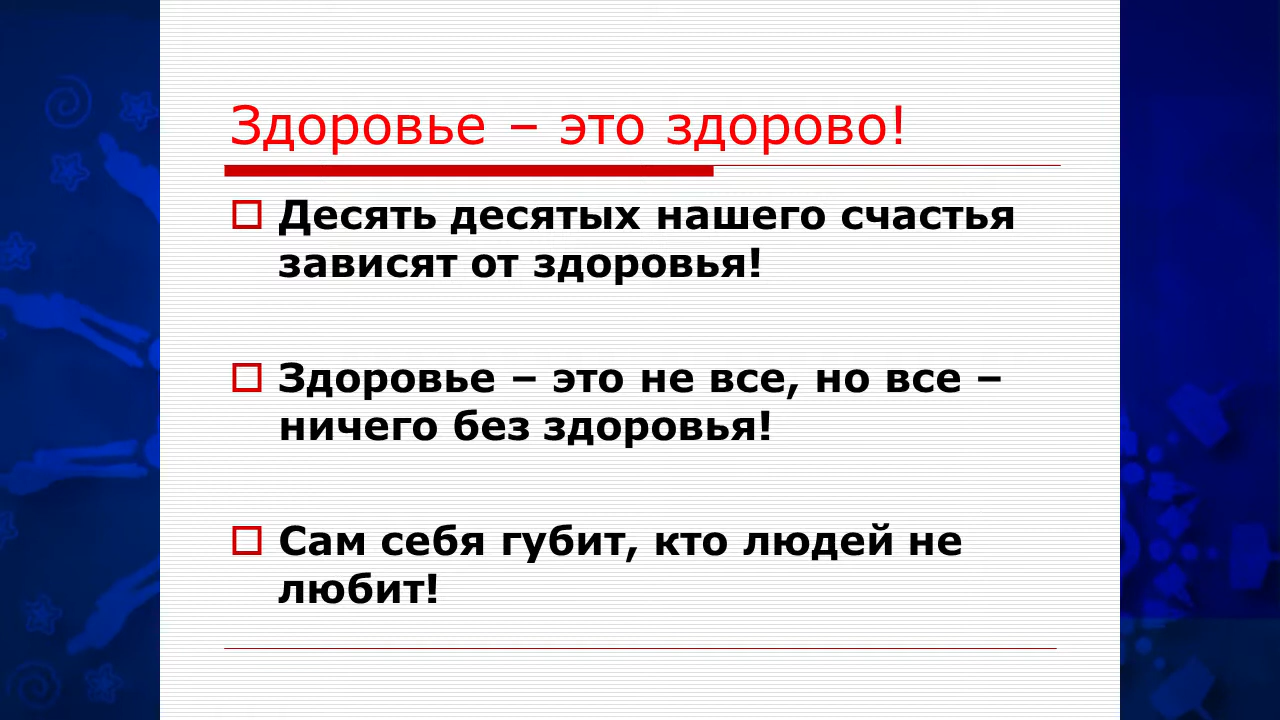 Здоровье – это здорово!
Десять десятых нашего счастья
зависят от здоровья!
Здоровье – это не все, но все –
ничего без здоровья!
Сам себя губит, кто людей не
любит!